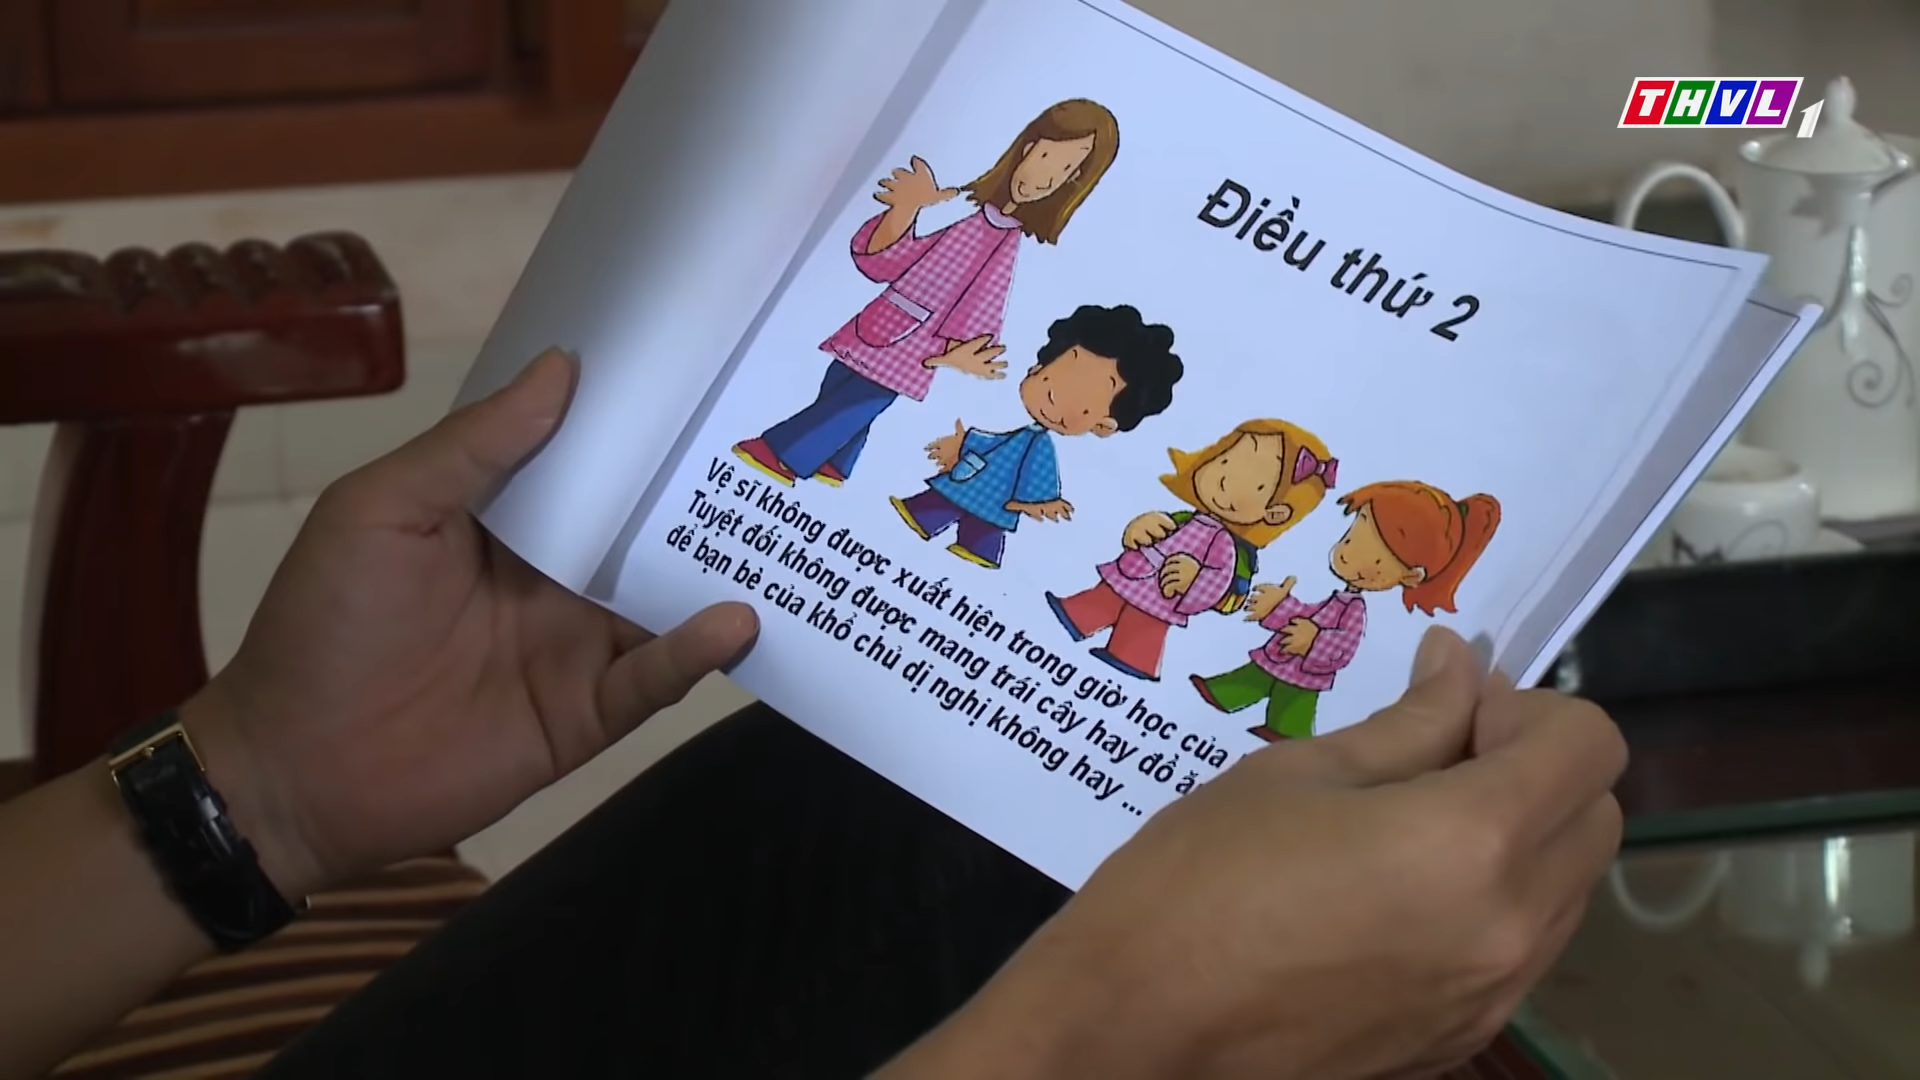 THVL1
Điều thứ 2
Vệ sĩ không được xuất hiện trong giờ học của
Tuyệt đối không được mang trái cây hay đồ
để bạn bè của khổ chủ dị nghị không hay ...